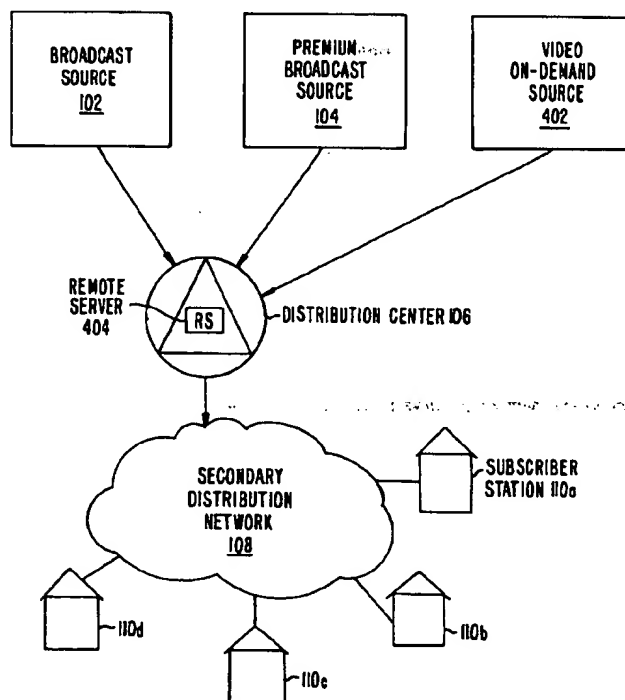 BROADCAST
SOURCE
102
PREMIUM
BROADCAST
SOURCE
104
VIDEO
ON-DEMAND
SOURCE
402
REMOTE
SERVER
404
RS
DISTRIBUTION CENTER 106
SECONDARY
DISTRIBUTION
NETWORK
108
SUBSCRIBER
STATION 110a
110d
110c
110b